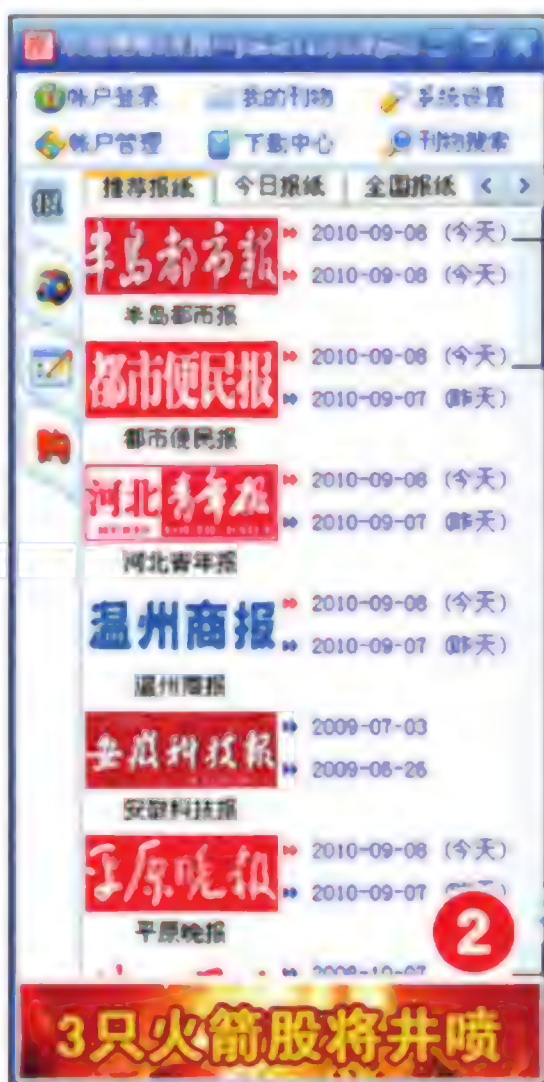 帐户登录 我的刊物 系统设置
帐户管理 下载中心 刊物搜索
推荐报纸 今日报纸 全国报纸 < >
半岛都市報 2010-09-08 (今天)
2010-09-08 (今天)
半岛都市报
都市便民报 2010-09-08 (今天)
2010-09-07 (昨天)
都市便民报
河北青年报 2010-09-08 (今天)
2010-09-07 (昨天)
河北青年报
温州商报 2010-09-08 (今天)
2010-09-07 (昨天)
温州商报
安徽科技报 2009-07-03
2009-06-26
安徽科技报
平原晚报 2010-09-08 (今天)
2010-09-07
平原晚报
2
3只火箭股将井喷